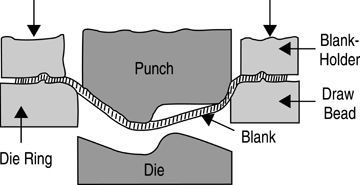 Blank-
Holder
Punch
Draw
Bead
Blank
Die Ring
Die